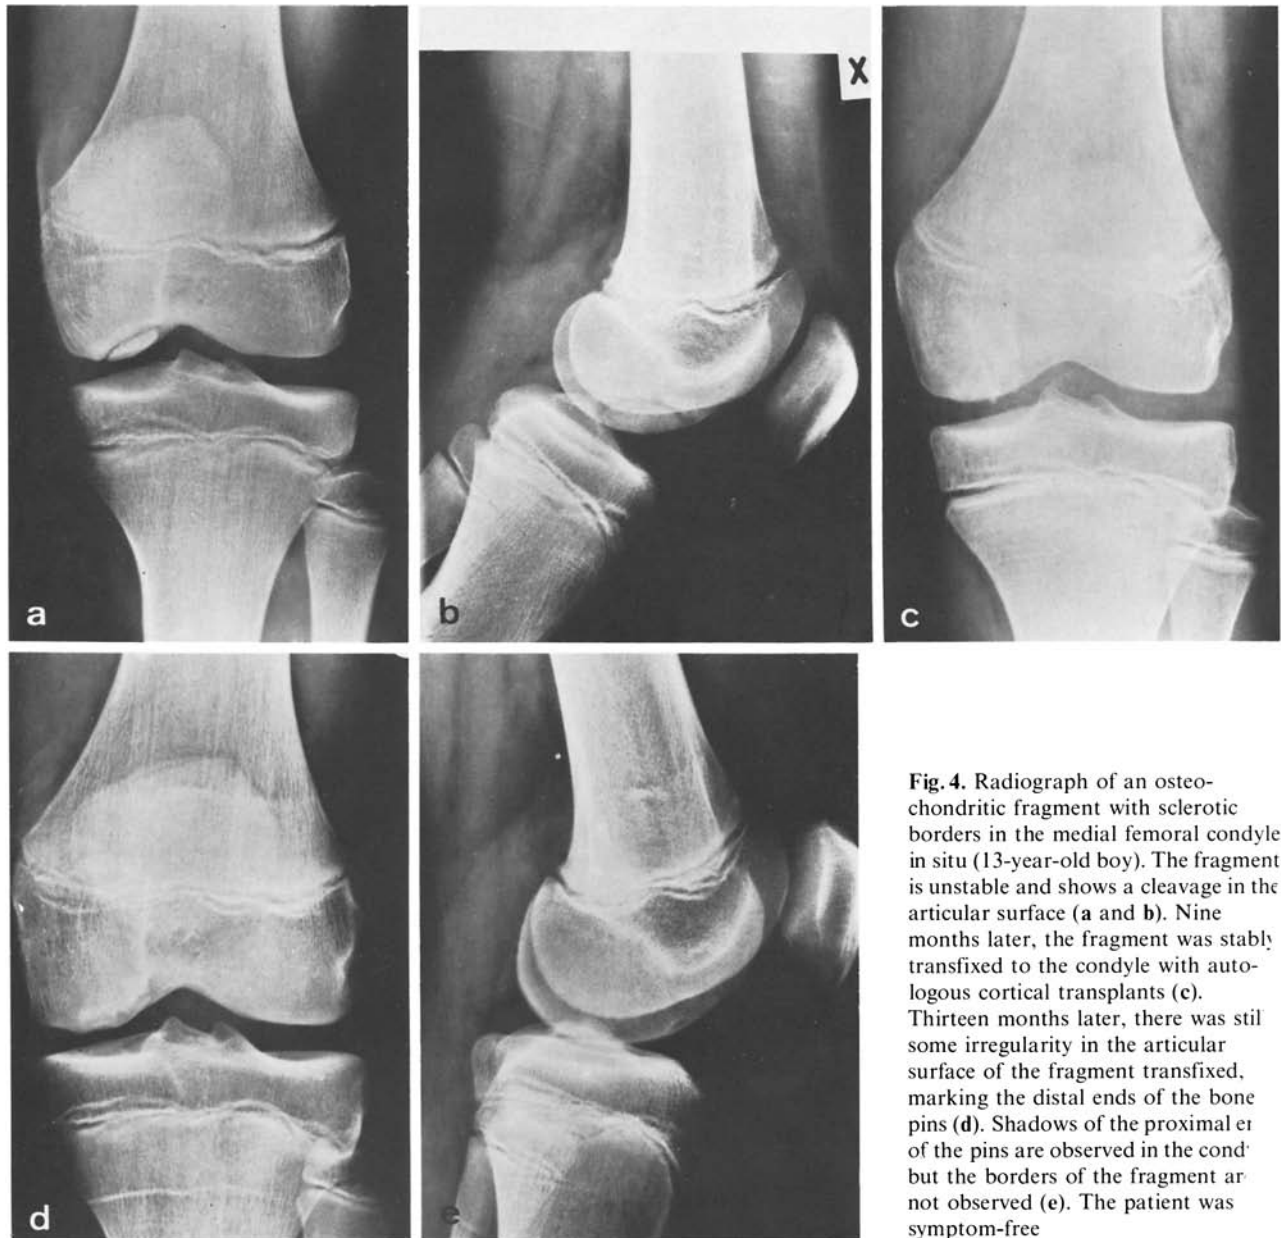 a
b
X
c
d
e
Fig. 4. Radiograph of an osteo-
chondritic fragment with sclerotic
borders in the medial femoral condyle
in situ (13-year-old boy). The fragment
is unstable and shows a cleavage in the
articular surface (a and b). Nine
months later, the fragment was
transfixed to the condyle with auto-
logous cortical transplants (c).
Thirteen months later, there was
some irregularity in the articular
surface of the fragment transfixed,
marking the distal ends of the bone
pins (d). Shadows of the proximal
of the pins are observed in the
but the borders of the fragment
not observed (e). The patient was
symptom-free